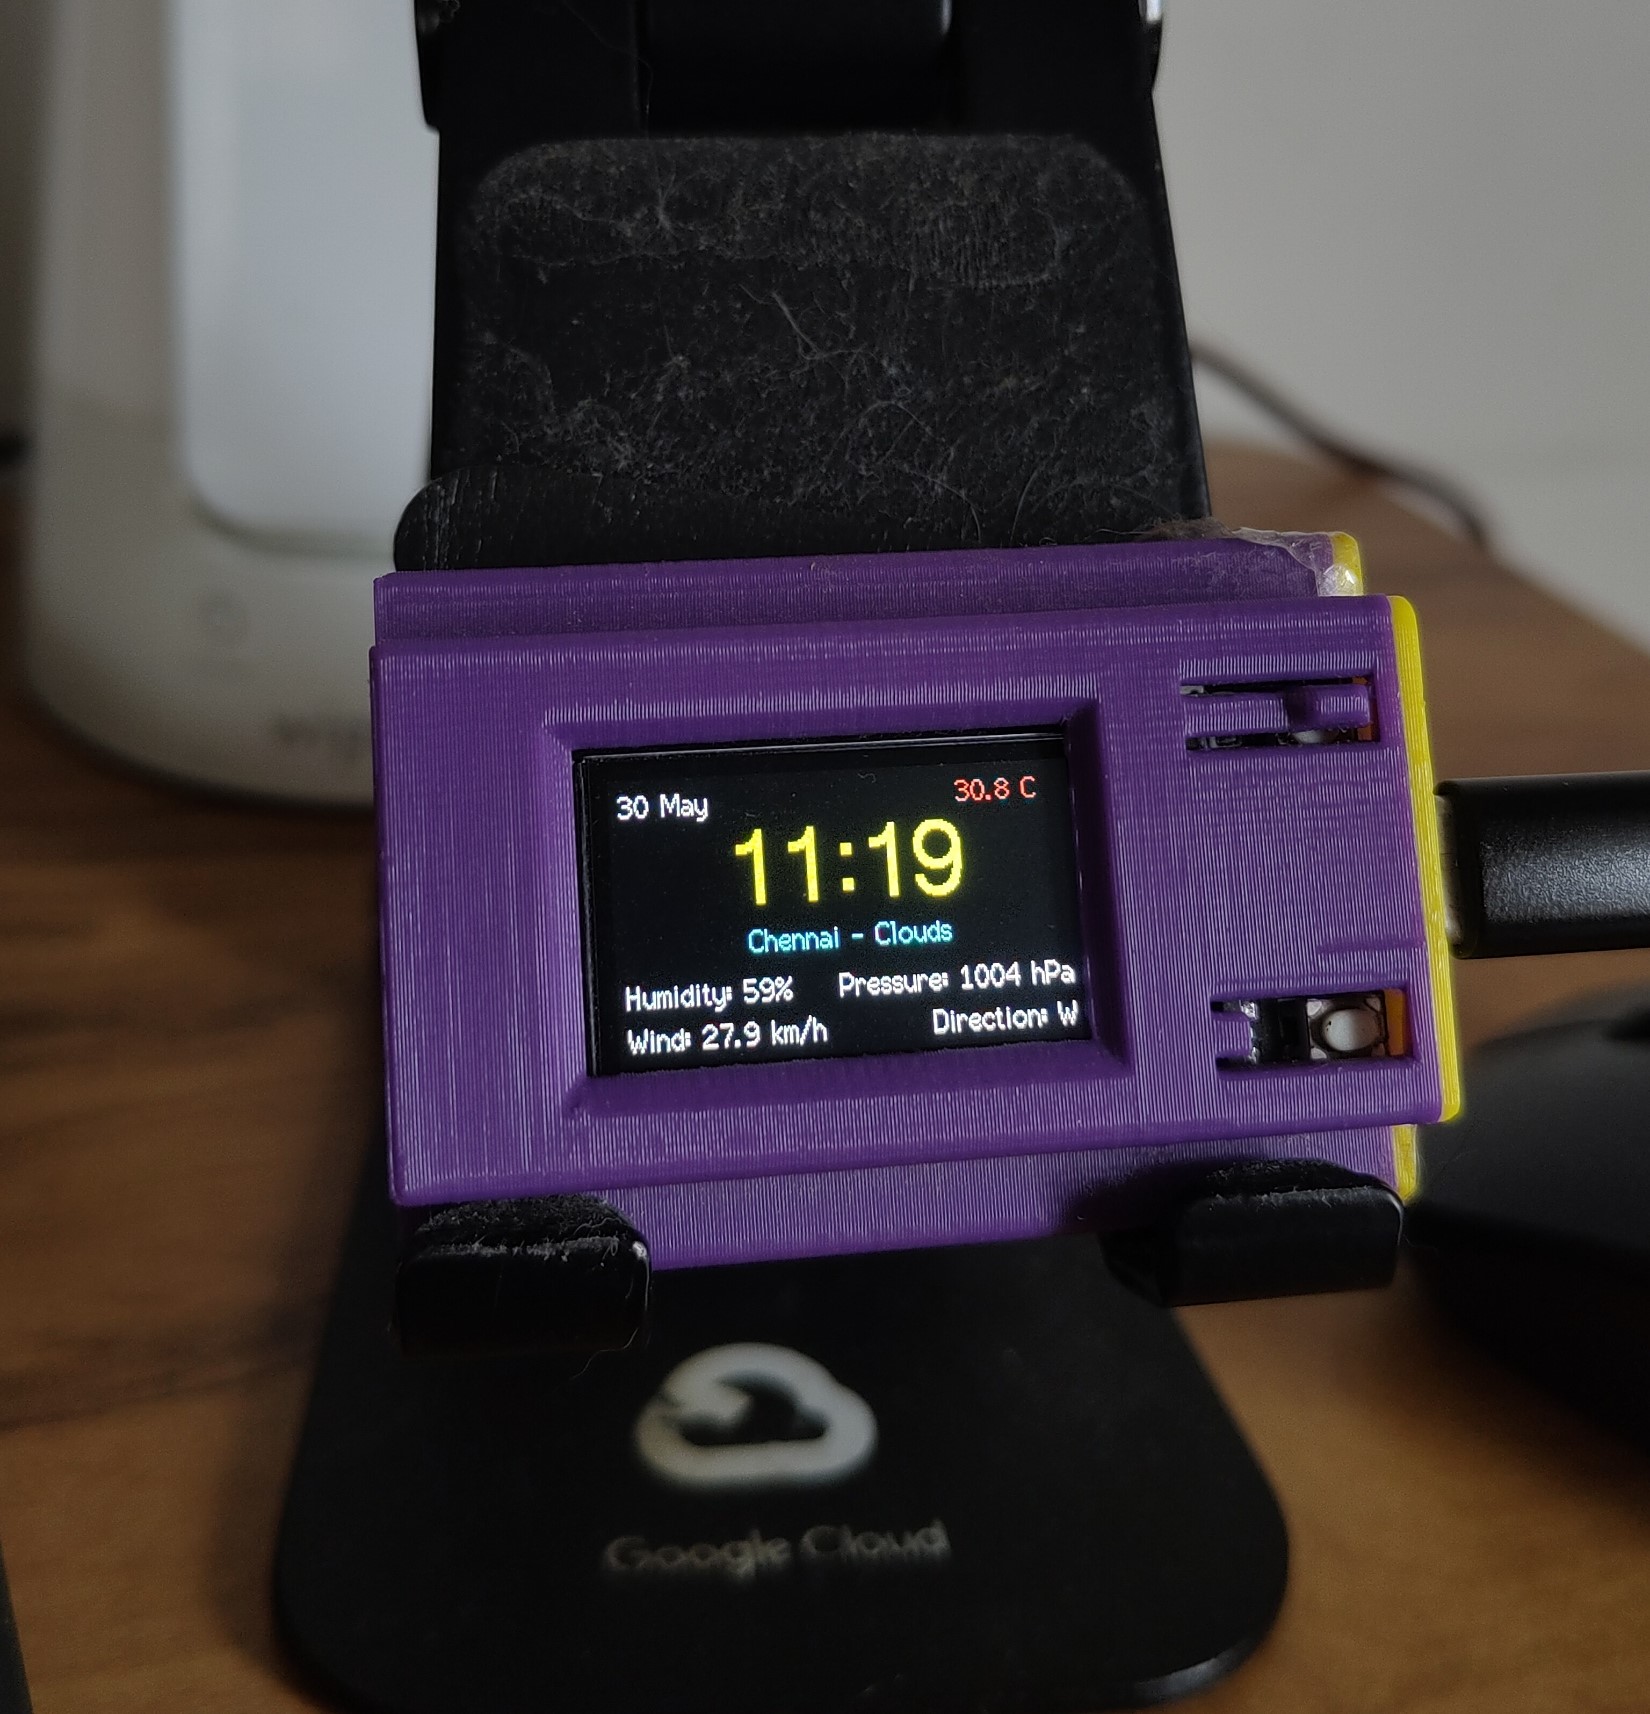 30 May
30.8 C
11:19
Chennai - Clouds
Humidity: 59%
Pressure: 1004 hPa
Wind: 27.9 km/h
Direction: W
Google Cloud